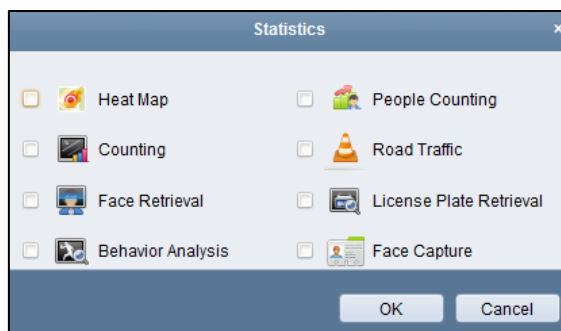 Statistics
Heat Map
People Counting
Counting
Road Traffic
Face Retrieval
License Plate Retrieval
Behavior Analysis
Face Capture
OK
Cancel